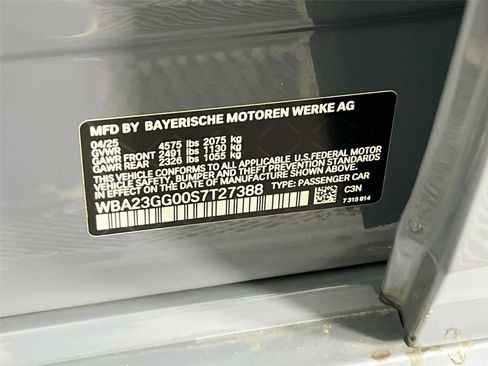 MFD BY BAYERISCHE MOTOREN WERKE AG
04/25
GVWR 4575 lbs 2075 kg
GAWR FRONT 2491 lbs 1130 kg
GAWR REAR 2326 lbs 1055 kg
THIS VEHICLE CONFORMS TO ALL APPLICABLE U.S.FEDERAL MOTOR
VEHICLE SAFETY, BUMPER, AND THEFT PREVENTION
STANDARDS IN EFFECT ON THE DATE OF MANUFACTURE SHOWN ABOVE.
WBA23GG00S7T27388 TYPE: PASSENGER CAR
C3N
7 315 814